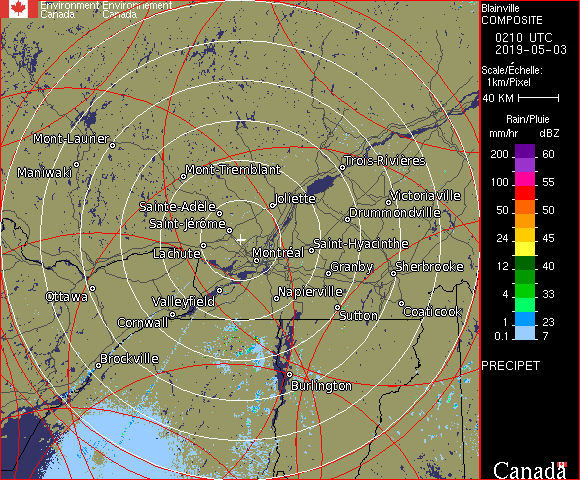 Environment Environnement
Canada Canada
Blainville
COMPOSITE
0210 UTC
2019-05-03
Scale/Échelle:
1km/Pixel
40 KM
Rain/Pluie
mm/hr dBZ
200 60
100 55
50 50
24 45
12 40
4 33
1 23
0.1 7
PRECIPET
Canada
Mont-Laurier
Maniwaki
Mont-Tremblant
Trois-Rivières
Joliette
Victoriaville
Sainte-Adèle
Drummondville
Saint-Jérôme
Lachute
Montréal
Saint-Hyacinthe
Granby
Sherbrooke
Ottawa
Valleyfield
Napierville
Cornwall
Sutton
Coaticook
Brockville
Burlington